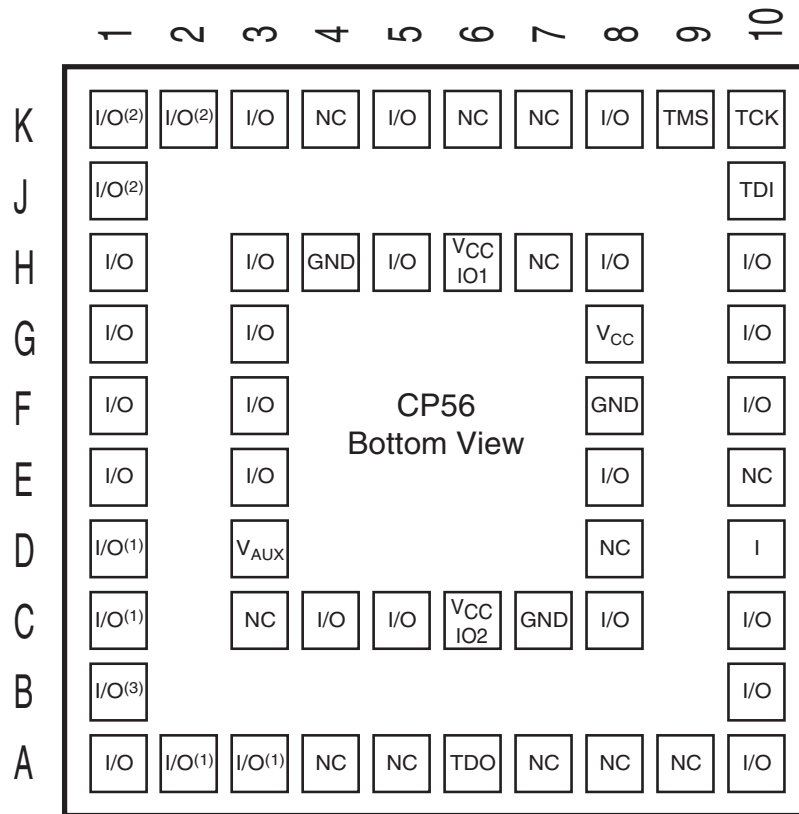 1 2 3 4 5 6 7 8 9 10
K I/O(2) I/O(2) I/O NC I/O NC NC I/O TMS TCK
J I/O(2) TDI
H I/O I/O GND I/O VCC IO1 NC I/O I/O
G I/O I/O VCC I/O
F I/O I/O GND I/O
CP56
Bottom View
E I/O I/O I/O NC
D I/O(1) VAUX NC I
C I/O(1) NC I/O I/O VCC IO2 GND I/O I/O
B I/O(3) I/O
A I/O I/O(1) I/O(1) NC NC TDO NC NC NC I/O